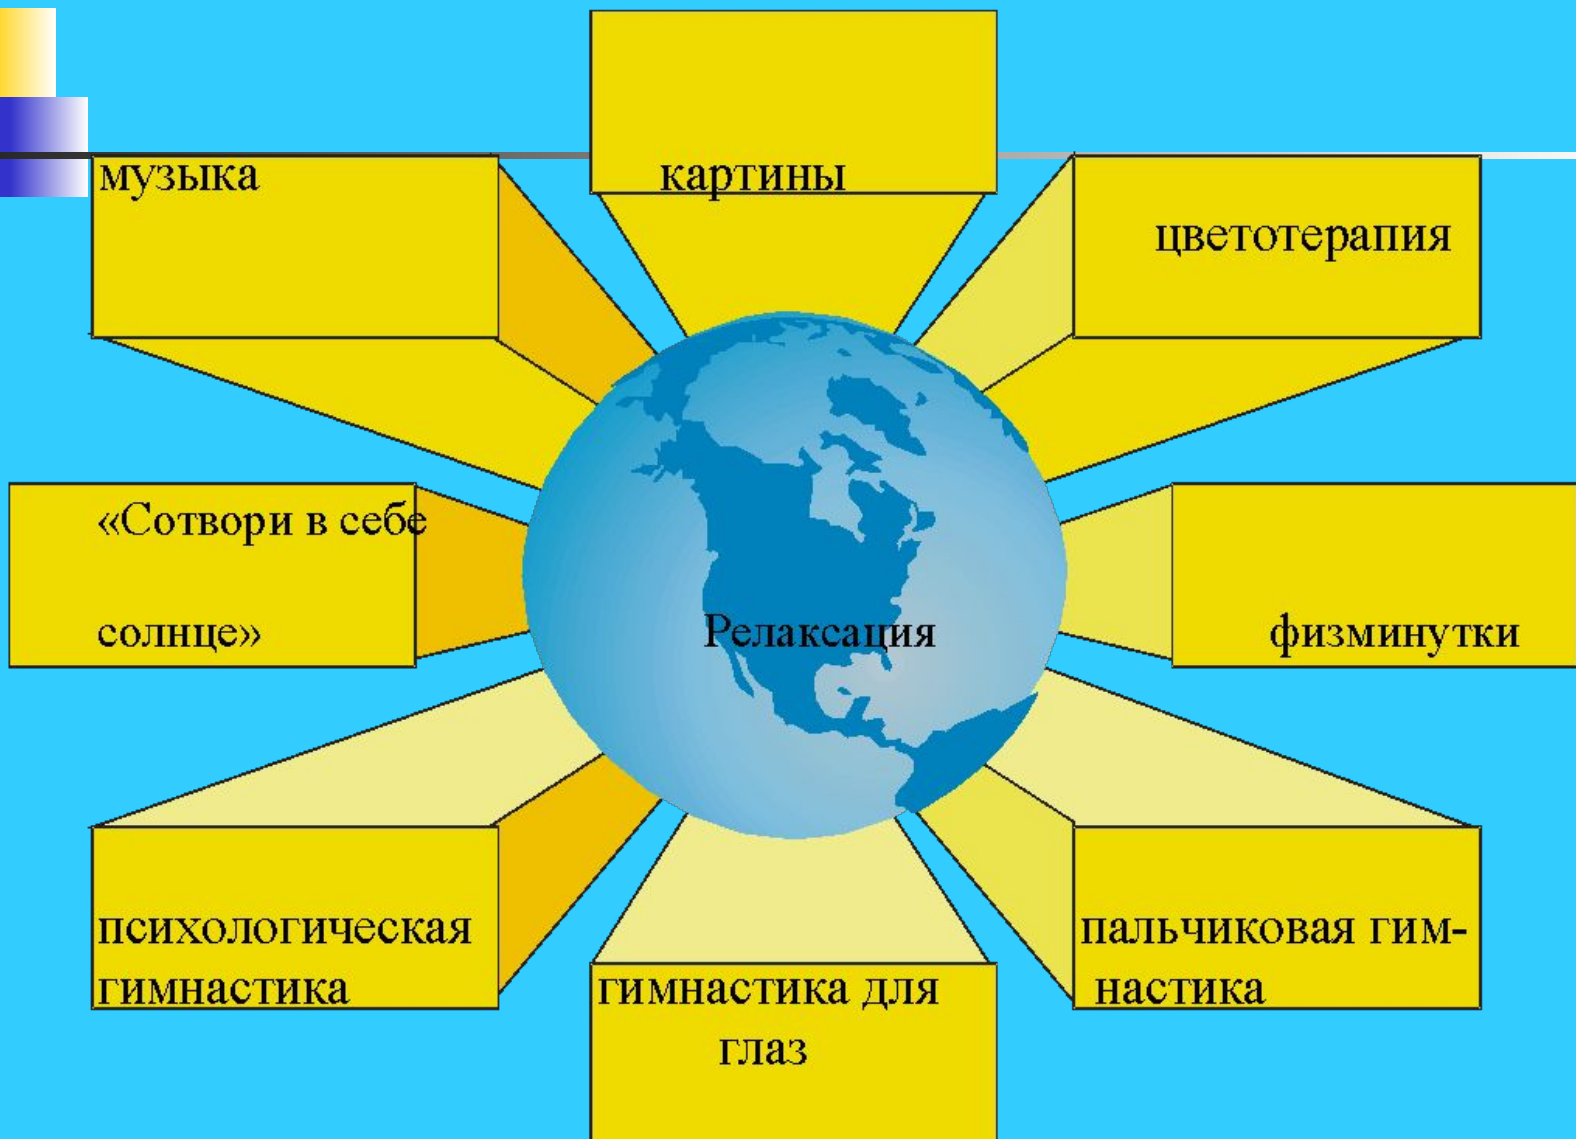 картины
музыка
цветотерапия
«Сотвори в себе
солнце»
Релаксация
физминутки
психологическая
гимнастика
гимнастика для
глаз
пальчиковая гим-
настика